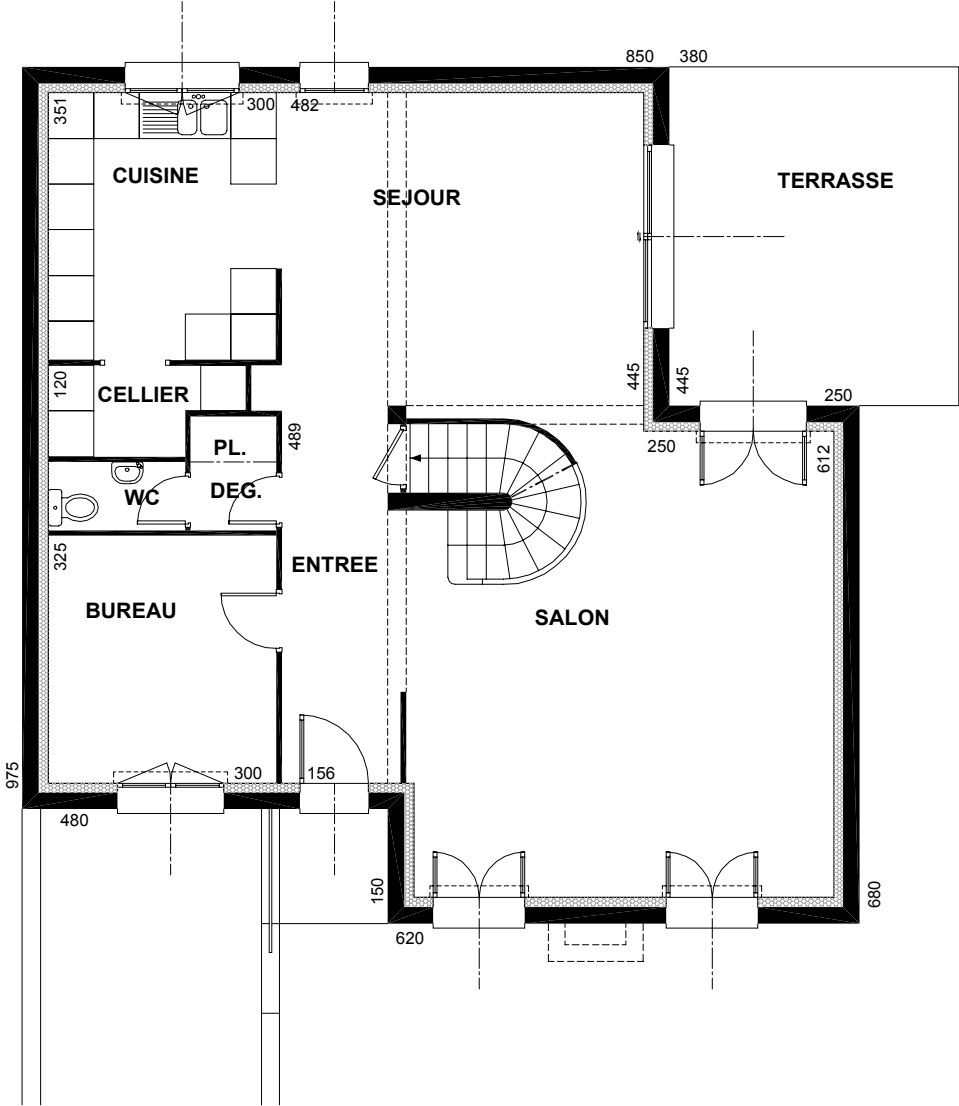 850 380
351
300 482
CUISINE
SEJOUR
TERRASSE
120
CELLIER
445
445
250
489
250
612
PL.
DEG.
WC
325
ENTREE
BUREAU
SALON
975
300
156
480
150
680
620